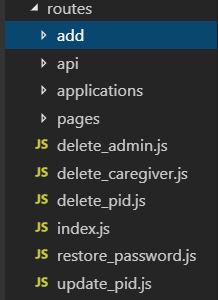 routes
add
api
applications
pages
JS delete_admin.js
JS delete_caregiver.js
JS delete_pid.js
JS index.js
JS restore_password.js
JS update_pid.js